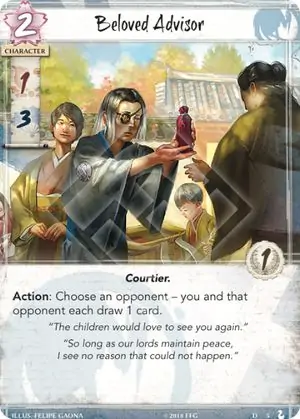 2
Beloved Advisor
CHARACTER
1
3
1
Courtier.
Action: Choose an opponent – you and that
opponent each draw 1 card.
"The children would love to see you again."
"So long as our lords maintain peace,
I see no reason that could not happen."
ILLUS: FELIPE GAONA
©2018 FFG
D 5